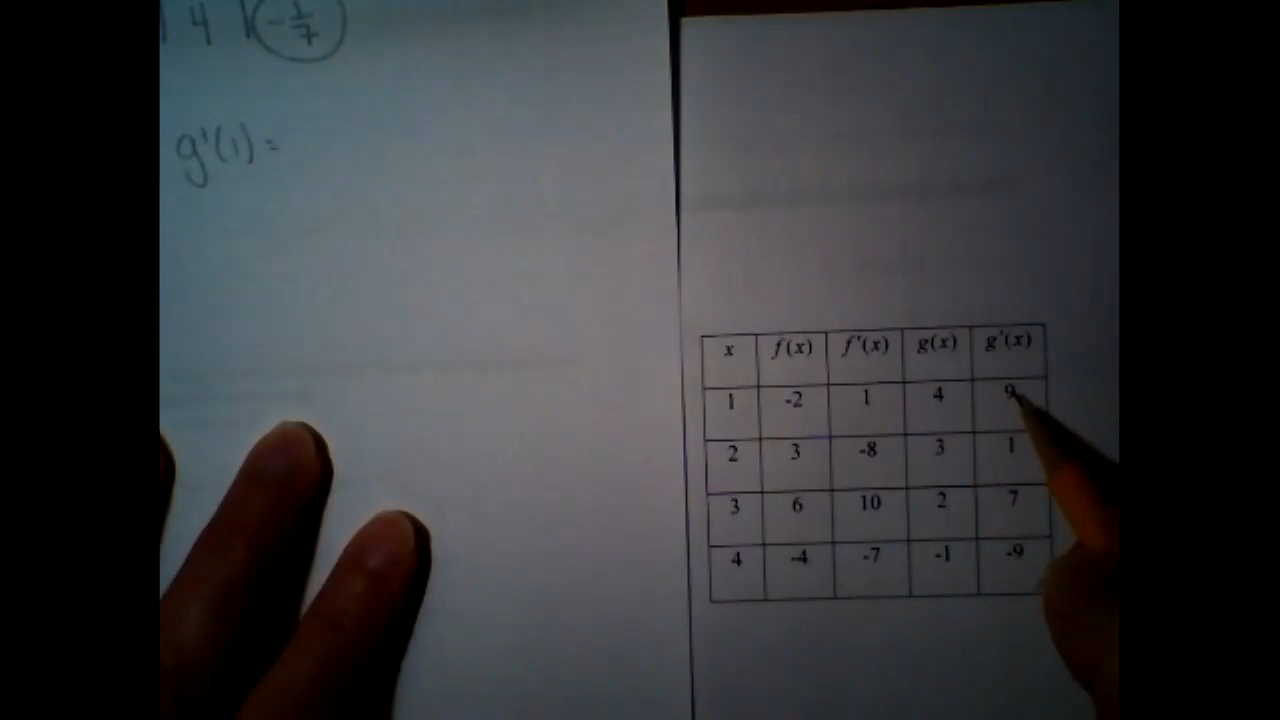 4 -1/7
g'(1) =
x f(x) f'(x) g(x) g'(x)
1 -2 1 4 9
2 3 -8 3 1
3 6 10 2 7
4 -4 -7 -1 -9